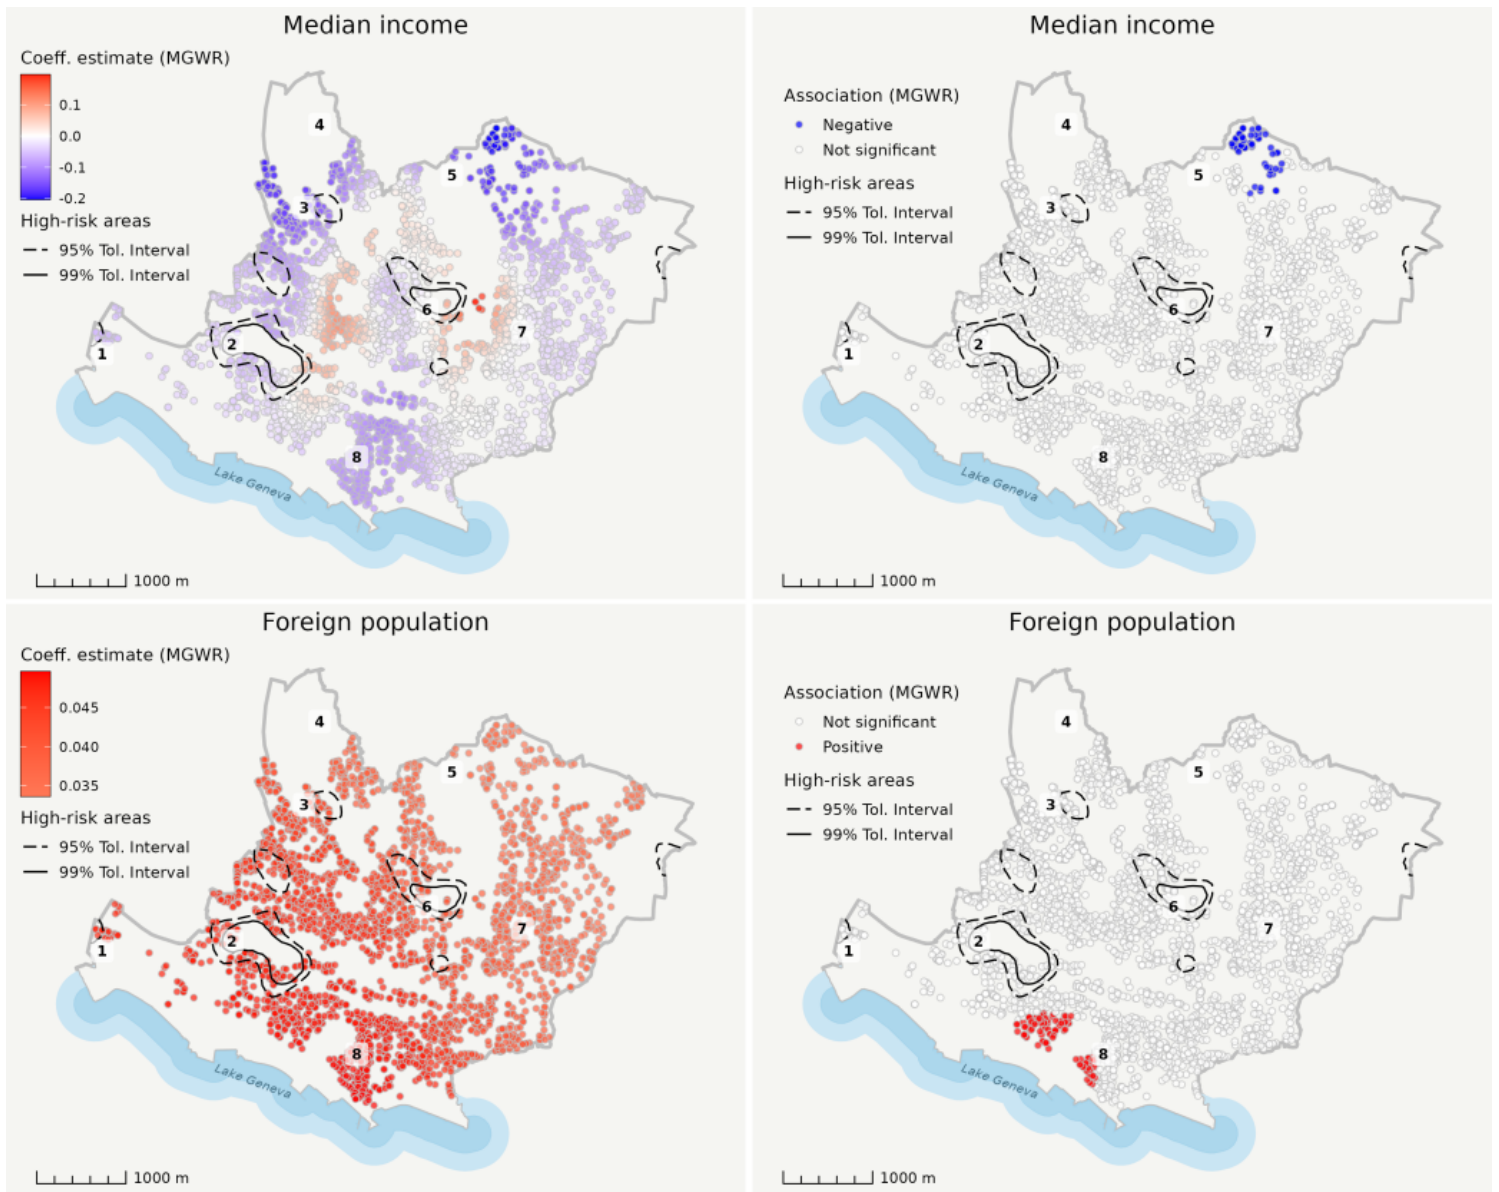 Median income
Coeff. estimate (MGWR)
0.1
0.0
-0.1
-0.2
High-risk areas
95% Tol. Interval
99% Tol. Interval
4
5
3
6
7
2
1
8
Lake Geneva
1000 m
Median income
Association (MGWR)
Negative
Not significant
High-risk areas
95% Tol. Interval
99% Tol. Interval
4
5
3
6
7
2
1
8
Lake Geneva
1000 m
Foreign population
Coeff. estimate (MGWR)
0.045
0.040
0.035
High-risk areas
95% Tol. Interval
99% Tol. Interval
4
5
3
6
7
2
1
8
Lake Geneva
1000 m
Foreign population
Association (MGWR)
Not significant
Positive
High-risk areas
95% Tol. Interval
99% Tol. Interval
4
5
3
6
7
2
1
8
Lake Geneva
1000 m